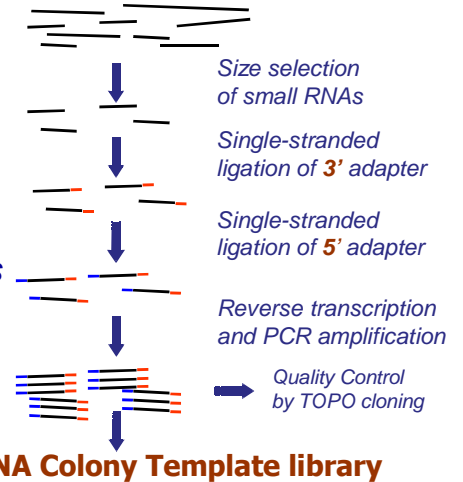 Size selection
of small RNAs
Single-stranded
ligation of 3' adapter
Single-stranded
ligation of 5' adapter
s
Reverse transcription
and PCR amplification
Quality Control
by TOPO cloning
NA Colony Template library